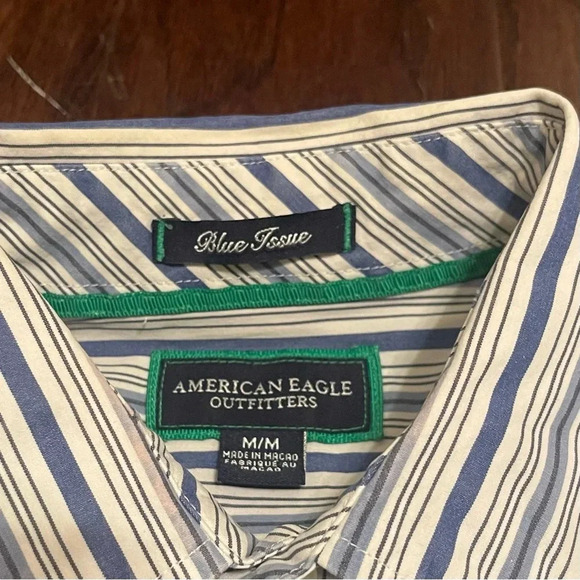 Blue Issue
AMERICAN EAGLE
OUTFITTERS
M/M
MADE IN MACAO
FABRIQUÉ AU
MACAO